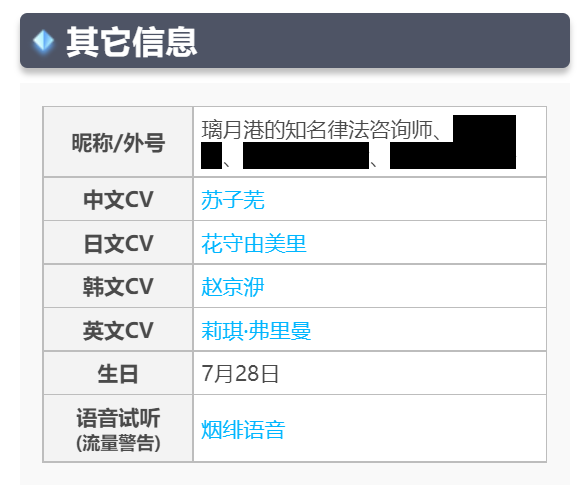 其它信息
昵称/外号
璃月港的知名律法咨询师、
、、
中文CV
苏子芜
日文CV
花守由美里
韩文CV
赵京洢
英文CV
莉琪·弗里曼
生日
7月28日
语音试听
(流量警告)
烟绯语音